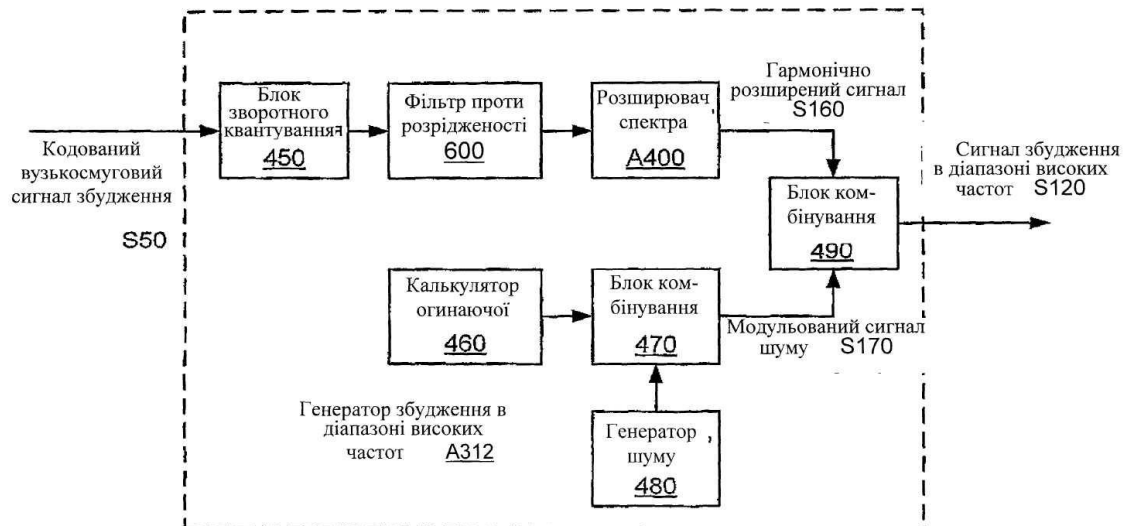 Кодований
вузькосмуговий
сигнал збудження
S50
Блок
зворотного
квантування
450
Фільтр проти
розрідженості
600
Розширювач
спектра
A400
Гармонічно
розширений сигнал
S160
Блок ком-
бінування
490
Сигнал збудження
в діапазоні високих
частот S120
Калькулятор
огинаючої
460
Блок ком-
бінування
470
Модульований сигнал
шуму S170
Генератор збудження в
діапазоні високих
частот A312
Генератор
шуму
480